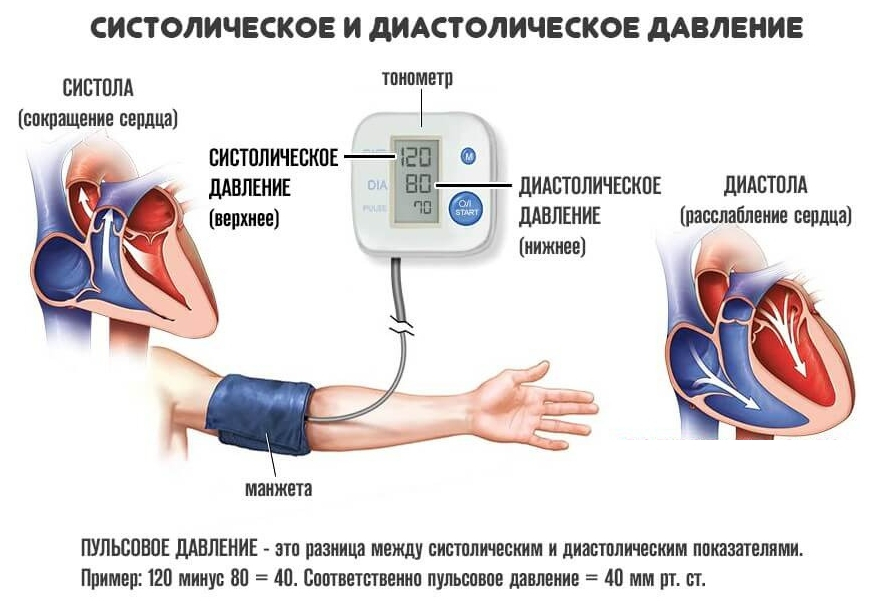 СИСТОЛИЧЕСКОЕ И ДИАСТОЛИЧЕСКОЕ ДАВЛЕНИЕ
тонометр
СИСТОЛА
(сокращение сердца)
СИСТОЛИЧЕСКОЕ
ДАВЛЕНИЕ
(верхнее)
120
M
DIA 80
PULSE 70
O/I
START
ДИАСТОЛИЧЕСКОЕ
ДАВЛЕНИЕ
(нижнее)
ДИАСТОЛА
(расслабление сердца)
манжета
ПУЛЬСОВОЕ ДАВЛЕНИЕ - это разница между систолическим и диастолическим показателями.
Пример: 120 минус 80 = 40. Соответственно пульсовое давление = 40 мм рт. ст.